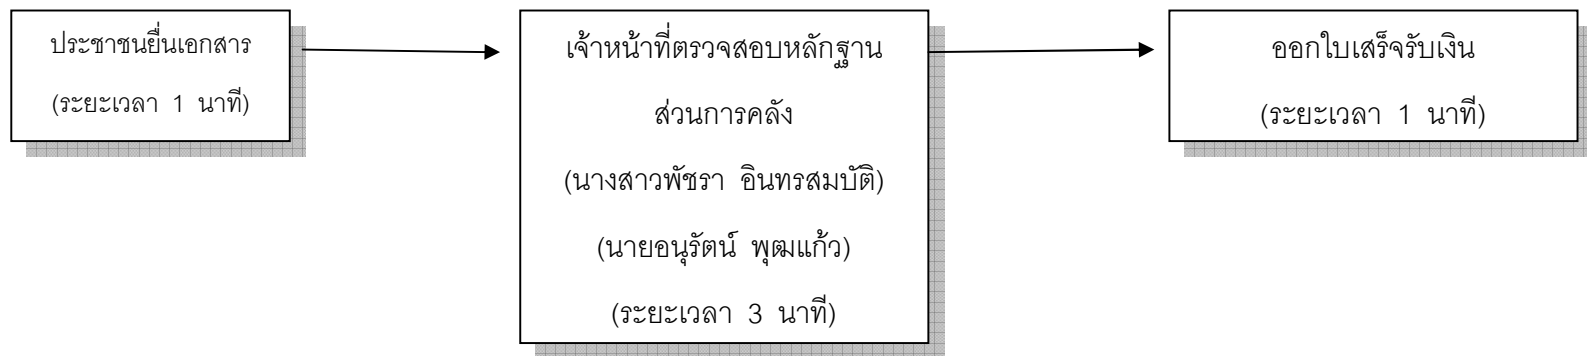 ประชาชนยื่นเอกสาร
(ระยะเวลา 1 นาที)
เจ้าหน้าที่ตรวจสอบหลักฐาน
ส่วนการคลัง
(นางสาวพัชรา อินทรสมบัติ)
(นายอนุรัตน์ พุฒแก้ว)
(ระยะเวลา 3 นาที)
ออกใบเสร็จรับเงิน
(ระยะเวลา 1 นาที)